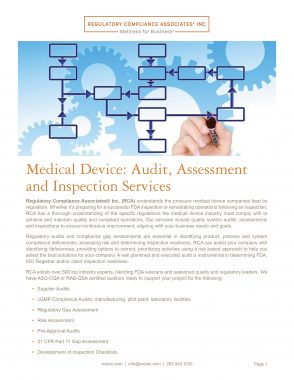 REGULATORY COMPLIANCE ASSOCIATES® INC
Wellness for Business®
Medical Device: Audit, Assessment
and Inspection Services
Regulatory Compliance Associates® Inc. (RCA) understands the pressure medical device companies face by
regulators. Whether it's preparing for a successful FDA inspection or remediating operations following an inspection;
RCA has a thorough understanding of the specific regulations the medical device industry must comply with to
achieve and maintain quality and compliant operations. Our services include quality system audits, assessments
and inspections to ensure continuous improvement, aligning with your business needs and goals.
Regulatory audits and compliance gap assessments are essential in identifying product, process and system
compliance deficiencies, assessing risk and determining inspection readiness. RCA can assist your company with
identifying deficiencies, providing options to correct, prioritizing activities using a risk based approach to help you
select the best solutions for your company. A well planned and executed audit is instrumental in determining FDA,
ISO Registrar and/or client inspection readiness.
RCA enlists over 500 top industry experts, blending FDA veterans and seasoned quality and regulatory leaders. We
have ASQ-CQA or RAB-QSA certified auditors ready to support your project for the following:
• Supplier Audits
• cGMP Compliance Audits: manufacturing, pilot plant, laboratory facilities
• Regulatory Gap Assessment
• Risk Assessment
• Pre-Approval Audits
• 21 CFR Part 11 Gap Assessment
• Development of Inspection Checklists
rcainc.com | info@rcainc.com | 262.842.1250
Page 1